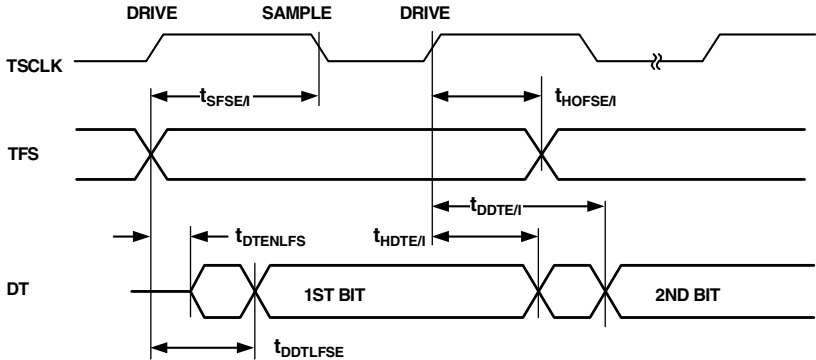 DRIVE SAMPLE DRIVE
TSCLK
tSFSE/I tHOFSE/I
TFS
tDDTE/I
tDTENLFS tHDTE/I
DT 1ST BIT 2ND BIT
tDDTLFSE